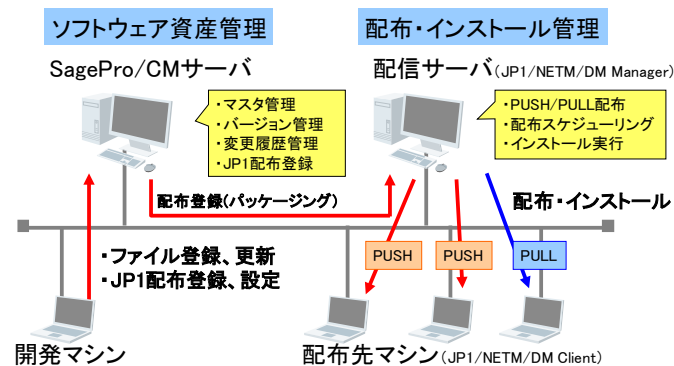 ソフトウェア資産管理
配布・インストール管理
SagePro/CMサーバ
配信サーバ(JP1/NETM/DM Manager)
・マスタ管理
・バージョン管理
・変更履歴管理
・JP1配布登録
・PUSH/PULL配布
・配布スケジューリング
・インストール実行
配布登録(パッケージング)
配布・インストール
・ファイル登録、更新
・JP1配布登録、設定
PUSH
PUSH
PULL
開発マシン
配布先マシン(JP1/NETM/DM Client)